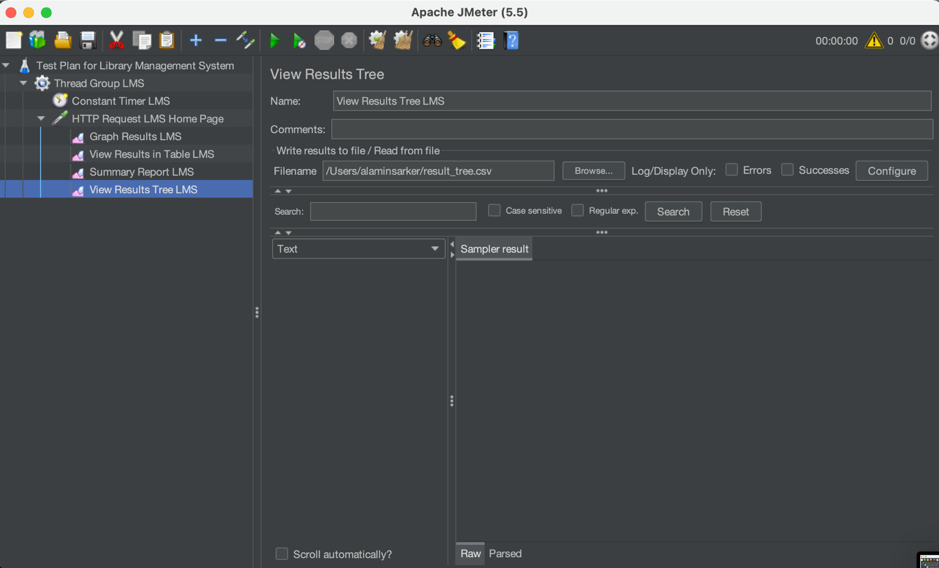 Apache JMeter (5.5)
00:00:00 0 0/0
Test Plan for Library Management System
Thread Group LMS
Constant Timer LMS
HTTP Request LMS Home Page
Graph Results LMS
View Results in Table LMS
Summary Report LMS
View Results Tree LMS
View Results Tree
Name: View Results Tree LMS
Comments:
Write results to file / Read from file
Filename /Users/alaminsarker/result_tree.csv Browse... Log/Display Only: Errors Successes Configure
Search: Case sensitive Regular exp. Search Reset
Text Sampler result
Scroll automatically? Raw Parsed